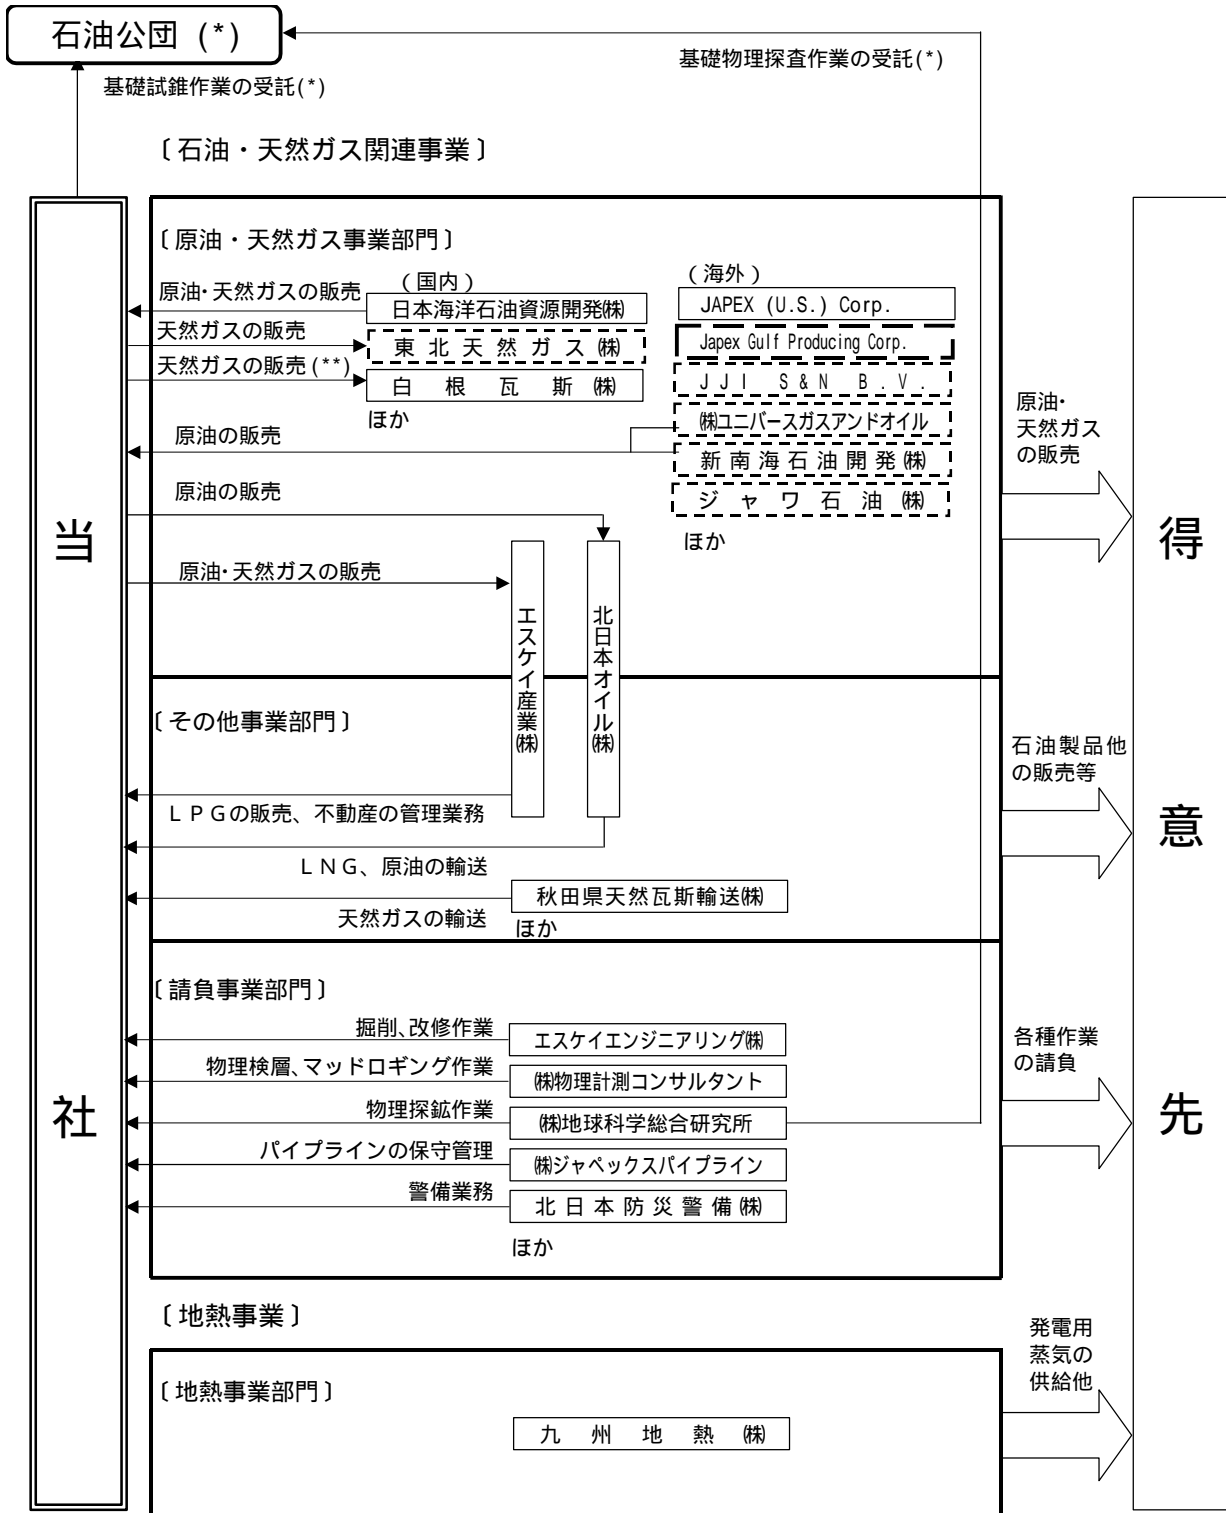 石油公団 (*)
基礎物理探査作業の受託(*)
基礎試錐作業の受託(*)
〔石油・天然ガス関連事業〕
当社
〔原油・天然ガス事業部門〕
(国内)
(海外)
原油･天然ガスの販売
日本海洋石油資源開発㈱
JAPEX (U.S.) Corp.
天然ガスの販売
東北天然ガス㈱
Japex Gulf Producing Corp.
天然ガスの販売(**)
白根瓦斯㈱
JJI S&N B.V.
ほか
㈱ユニバースガスアンドオイル
原油の販売
新南海石油開発㈱
原油の販売
ジャワ石油㈱
ほか
原油･天然ガスの販売
エスケイ産業㈱
北日本オイル㈱
原油･
天然ガス
の販売
得意先
〔その他事業部門〕
石油製品他
の販売等
ＬＰＧの販売、不動産の管理業務
ＬＮＧ、原油の輸送
秋田県天然瓦斯輸送㈱
天然ガスの輸送
ほか
〔請負事業部門〕
掘削、改修作業
エスケイエンジニアリング㈱
各種作業
の請負
物理検層、マッドロギング作業
㈱物理計測コンサルタント
物理探鉱作業
㈱地球科学総合研究所
パイプラインの保守管理
㈱ジャペックスパイプライン
警備業務
北日本防災警備㈱
ほか
〔地熱事業〕
発電用
蒸気の
供給他
〔地熱事業部門〕
九州地熱㈱